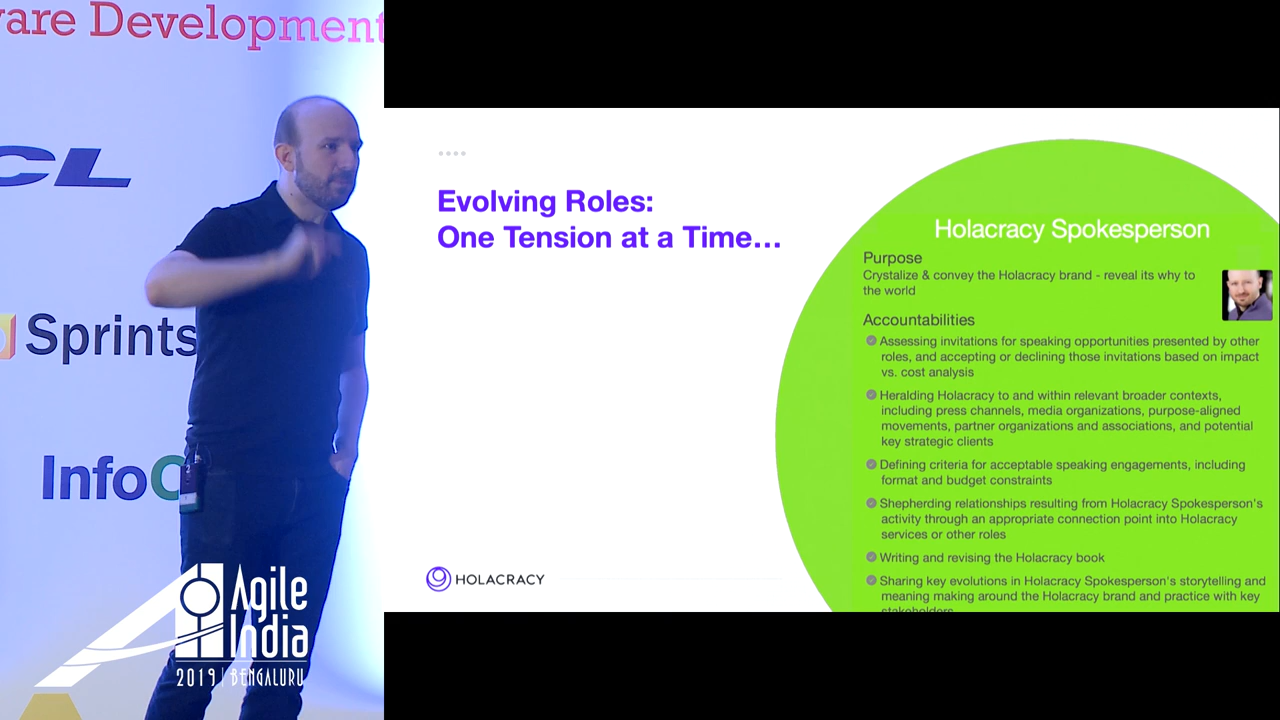 Development
CL
Sprints
Info
Agile
India
2019 | BENGALURU
Evolving Roles:
One Tension at a Time...
HOLACRACY
Holacracy Spokesperson
Purpose
Crystalize & convey the Holacracy brand - reveal its why to
the world
Accountabilities
Assessing invitations for speaking opportunities presented by other
roles, and accepting or declining those invitations based on impact
vs. cost analysis
Heralding Holacracy to and within relevant broader contexts,
including press channels, media organizations, purpose-aligned
movements, partner organizations and associations, and potential
key strategic clients
Defining criteria for acceptable speaking engagements, including
format and budget constraints
Shepherding relationships resulting from Holacracy Spokesperson's
activity through an appropriate connection point into Holacracy
services or other roles
Writing and revising the Holacracy book
Sharing key evolutions in Holacracy Spokesperson's storytelling and
meaning making around the Holacracy brand and practice with key
stakeholders